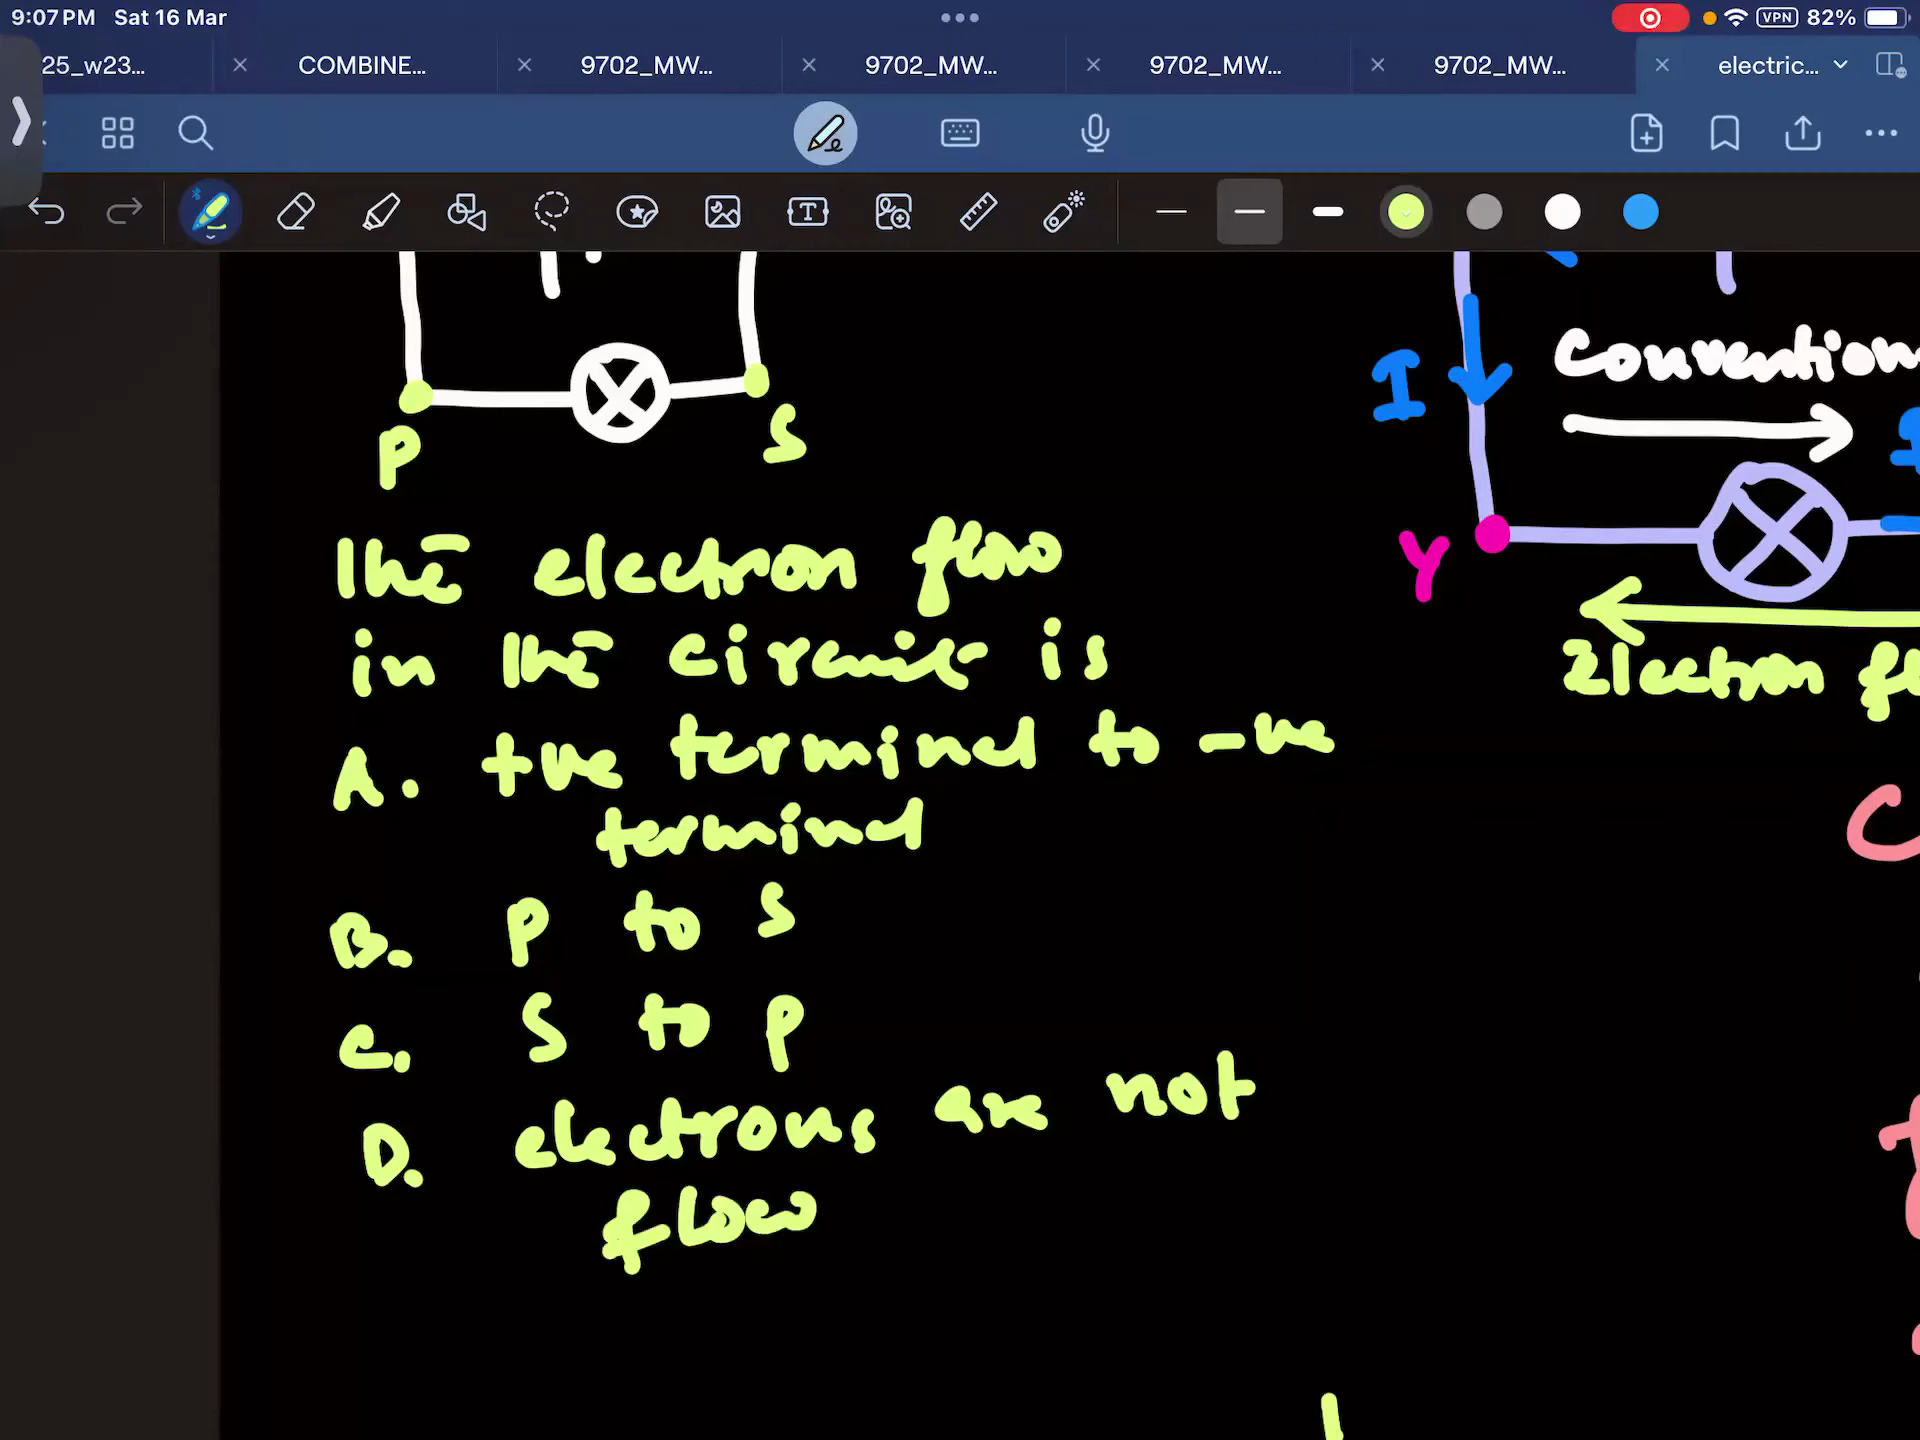 9:07 PM Sat 16 Mar
VPN 82%
25_w23... COMBINE... 9702_MW... 9702_MW... 9702_MW... 9702_MW... electric...
P
S
I
Convention
Y
Electron
The electron flow
in the circuit is
A. +ve terminal to -ve
terminal
B. P to S
C. S to P
D. electrons are not
flow